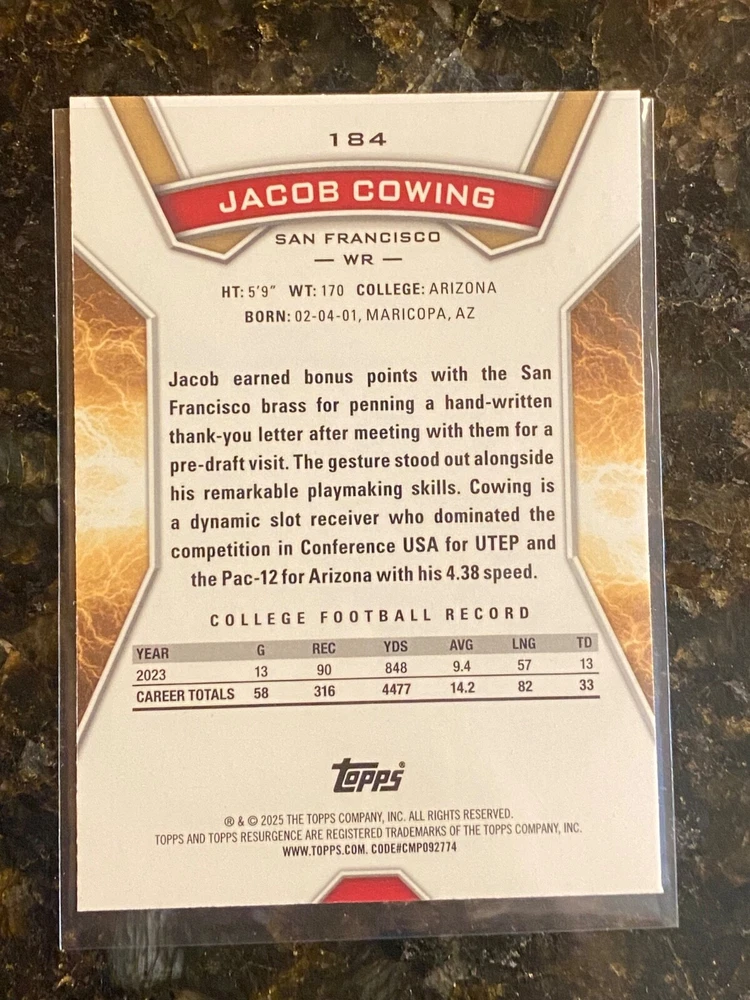 184
JACOB COWING
SAN FRANCISCO
— WR —
HT: 5'9" WT: 170 COLLEGE: ARIZONA
BORN: 02-04-01, MARICOPA, AZ
Jacob earned bonus points with the San
Francisco brass for penning a hand-written
thank-you letter after meeting with them for a
pre-draft visit. The gesture stood out alongside
his remarkable playmaking skills. Cowing is
a dynamic slot receiver who dominated the
competition in Conference USA for UTEP and
the Pac-12 for Arizona with his 4.38 speed.
COLLEGE FOOTBALL RECORD
YEAR G REC YDS AVG LNG TD
2023 13 90 848 9.4 57 13
CAREER TOTALS 58 316 4477 14.2 82 33
Topps®
® & © 2025 THE TOPPS COMPANY, INC. ALL RIGHTS RESERVED.
TOPPS AND TOPPS RESURGENCE ARE REGISTERED TRADEMARKS OF THE TOPPS COMPANY, INC.
WWW.TOPPS.COM. CODE#CMP092774